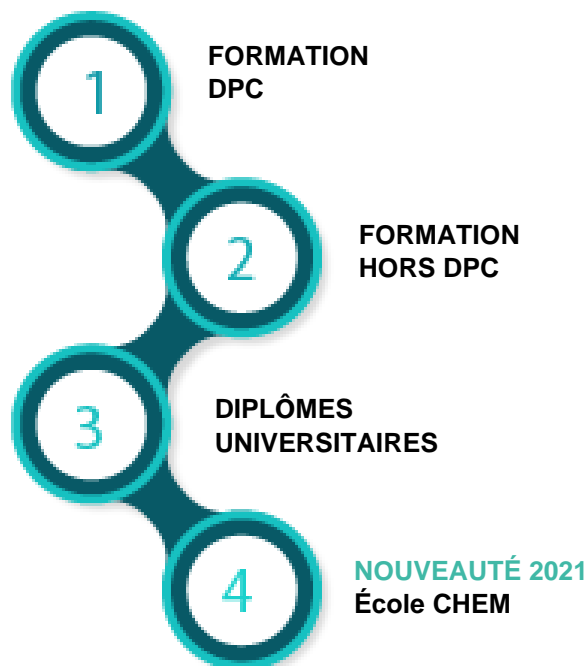 1
FORMATION
DPC
2
FORMATION
HORS DPC
3
DIPLÔMES
UNIVERSITAIRES
4
NOUVEAUTÉ 2021
École CHEM